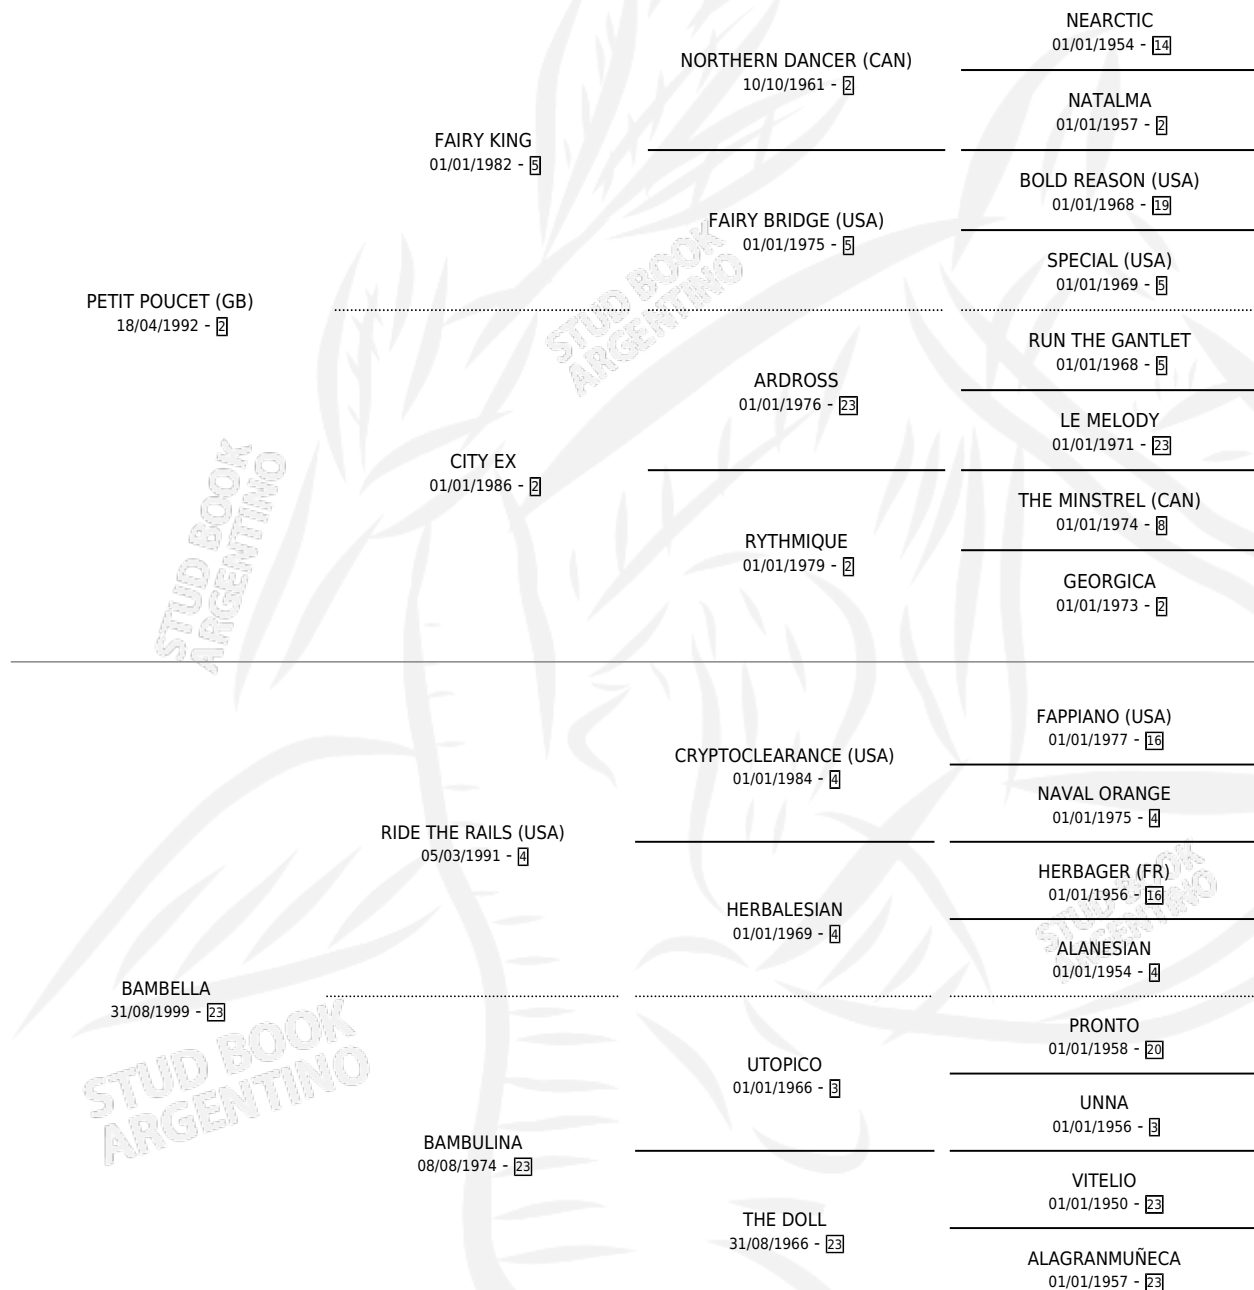 NEARCTIC
01/01/1954 - 14
NORTHERN DANCER (CAN)
10/10/1961 - 2
NATALMA
01/01/1957 - 2
FAIRY KING
01/01/1982 - 5
BOLD REASON (USA)
01/01/1968 - 19
FAIRY BRIDGE (USA)
01/01/1975 - 5
SPECIAL (USA)
01/01/1969 - 5
PETIT POUCET (GB)
18/04/1992 - 2
STUD BOOK
ARGENTINO
RUN THE GANTLET
01/01/1968 - 5
ARDROSS
01/01/1976 - 23
LE MELODY
01/01/1971 - 23
CITY EX
01/01/1986 - 2
STUD BOOK
ARGENTINO
THE MINSTREL (CAN)
01/01/1974 - 8
RYTHMIQUE
01/01/1979 - 2
GEORGICA
01/01/1973 - 2
FAPPIANO (USA)
01/01/1977 - 16
CRYPTOCLEARANCE (USA)
01/01/1984 - 4
NAVAL ORANGE
01/01/1975 - 4
RIDE THE RAILS (USA)
05/03/1991 - 4
HERBAGER (FR)
01/01/1956 - 16
STUD BOOK
ARGENTINO
HERBALESIAN
01/01/1969 - 4
ALANESIAN
01/01/1954 - 4
BAMBELLA
31/08/1999 - 23
STUD BOOK
ARGENTINO
PRONTO
01/01/1958 - 20
UTOPICO
01/01/1966 - 3
UNNA
01/01/1956 - 3
BAMBULINA
08/08/1974 - 23
VITELIO
01/01/1950 - 23
THE DOLL
31/08/1966 - 23
ALAGRANMUÑECA
01/01/1957 - 23